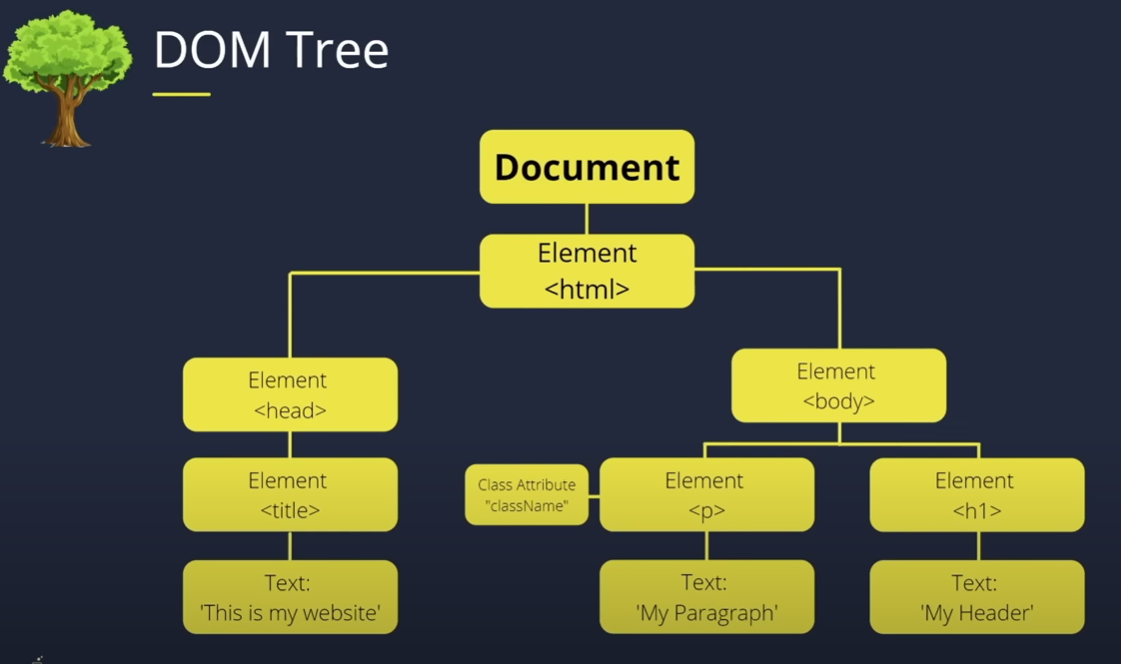 DOM Tree
Document
Element
<html>
Element
<head>
Element
<body>
Element
<title>
Class Attribute
"className"
Element
<p>
Element
<h1>
Text:
'This is my website'
Text:
'My Paragraph'
Text:
'My Header'